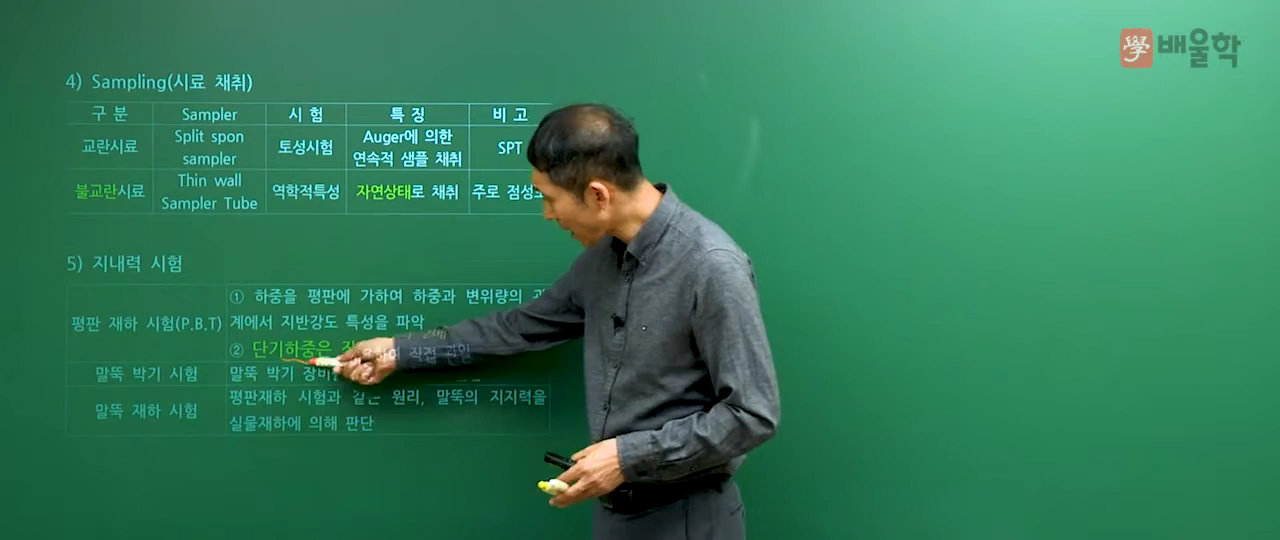 學 배울학
4) Sampling(시료 채취)
구 분 Sampler 시 험 특 징 비 고
교란시료 Split spon sampler 토성시험 Auger에 의한 연속적 샘플 채취 SPT
불교란시료 Thin wall Sampler Tube 역학적특성 자연상태로 채취 주로
5) 지내력 시험
평판 재하 시험(P.B.T) ① 하중을 평판에 가하여 하중과 변위량의
계에서 지반강도 특성을 파악
② 단기하중은
말뚝 박기 시험 말뚝 박기
말뚝 재하 시험 평판재하 시험과 같은 원리, 말뚝의 지지력을
실물재하에 의해 판단